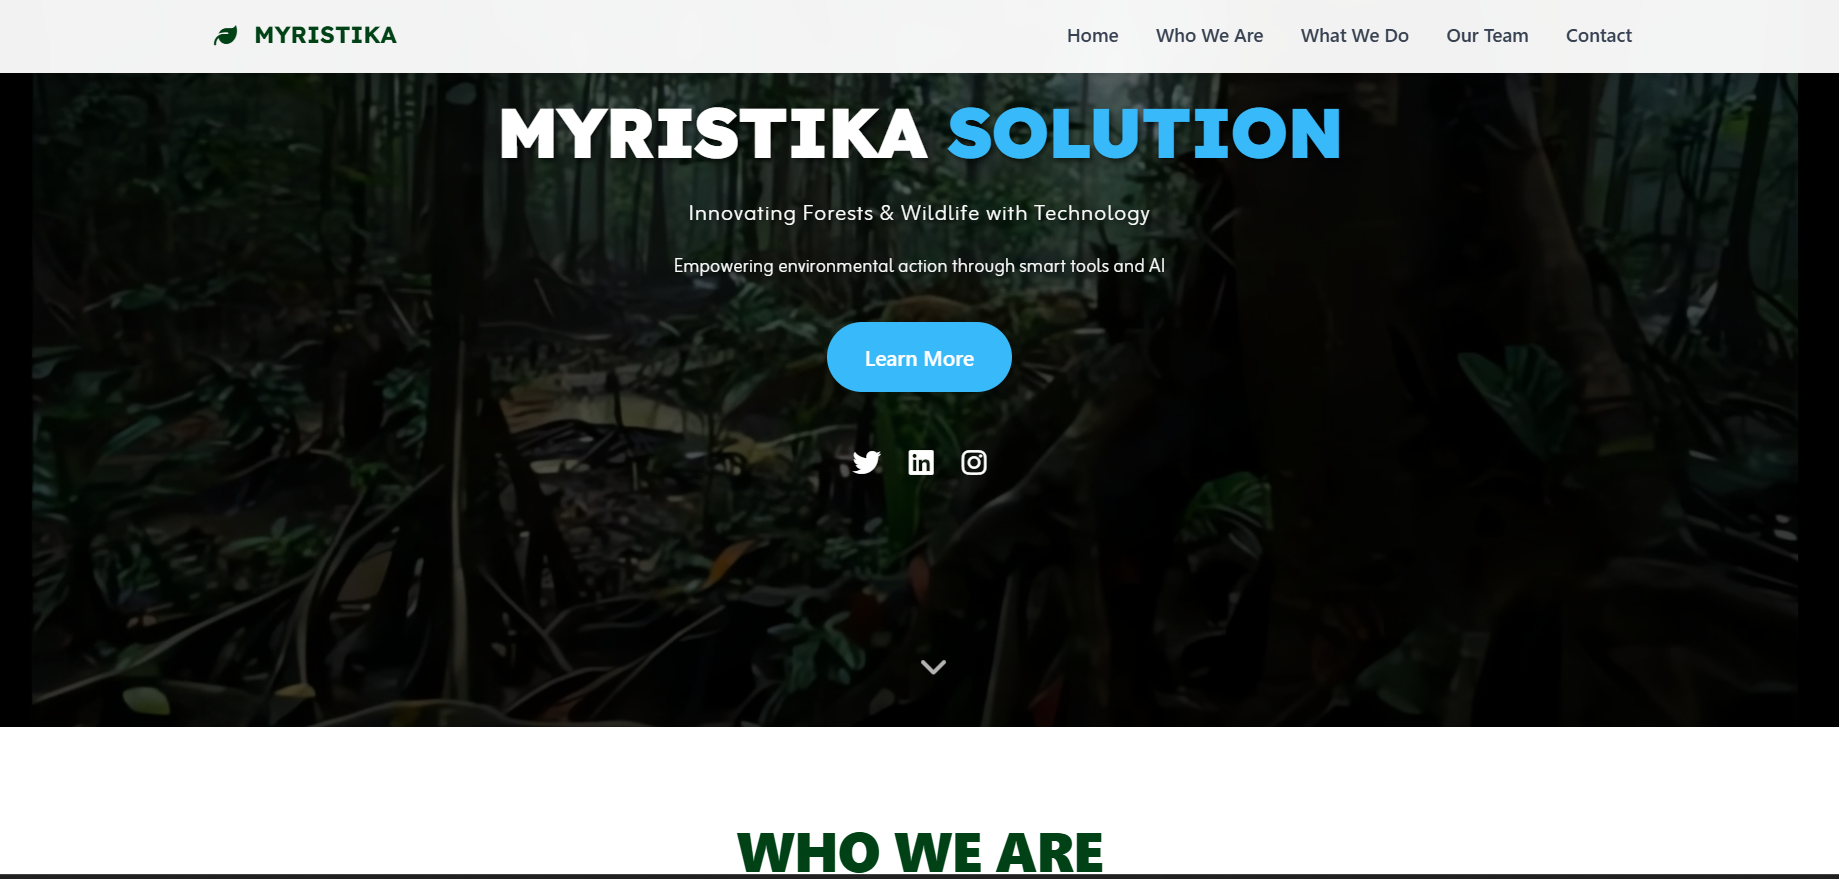 MYRISTIKA
Home Who We Are What We Do Our Team Contact
MYRISTIKA SOLUTION
Innovating Forests & Wildlife with Technology
Empowering environmental action through smart tools and AI
Learn More
WHO WE ARE